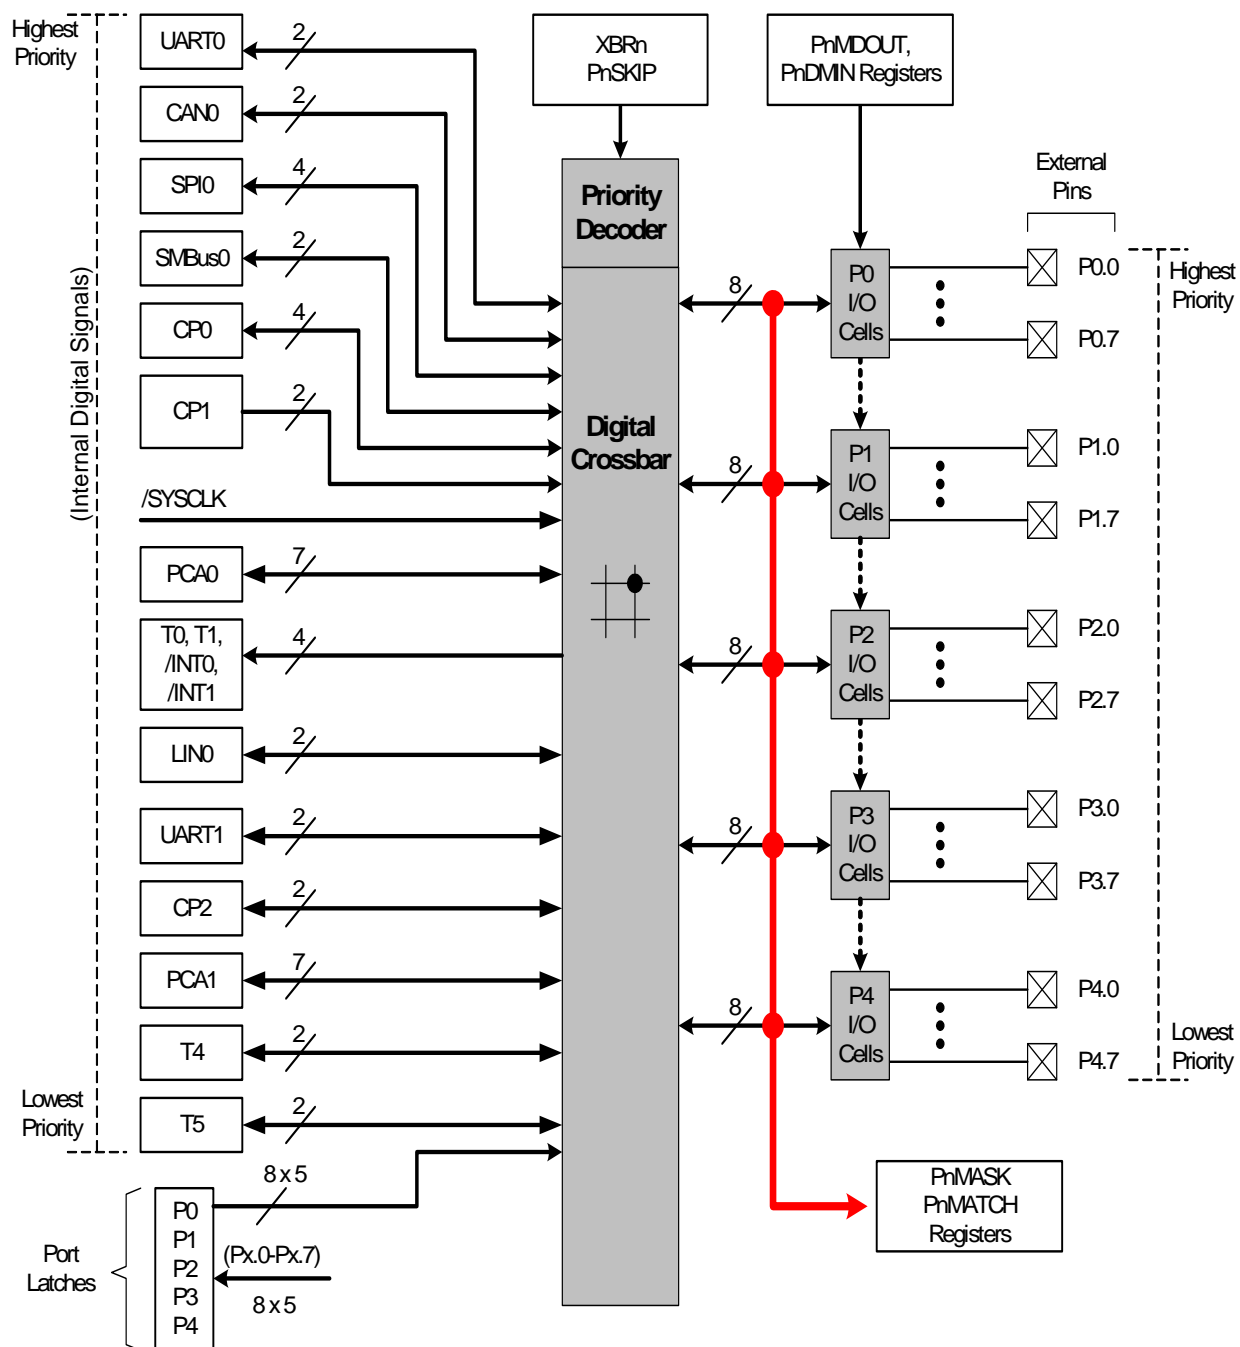 Highest
Priority
UART0
2
CAN0
2
SPI0
4
SMBus0
2
CP0
4
CP1
2
/SYSCLK
PCA0
7
T0, T1,
/INT0,
/INT1
4
LIN0
2
UART1
2
CP2
2
PCA1
7
T4
2
T5
2
Lowest
Priority
(Internal Digital Signals)
Port
Latches
P0
P1
P2
P3
P4
8 x 5
(Px.0-Px.7)
8 x 5
XBRn
PnSKIP
Priority
Decoder
Digital
Crossbar
PnMDOUT,
PnDMIN Registers
8
8
8
8
8
P0
I/O
Cells
P1
I/O
Cells
P2
I/O
Cells
P3
I/O
Cells
P4
I/O
Cells
External
Pins
P0.0
P0.7
P1.0
P1.7
P2.0
P2.7
P3.0
P3.7
P4.0
P4.7
Highest
Priority
Lowest
Priority
PnMASK
PnMATCH
Registers